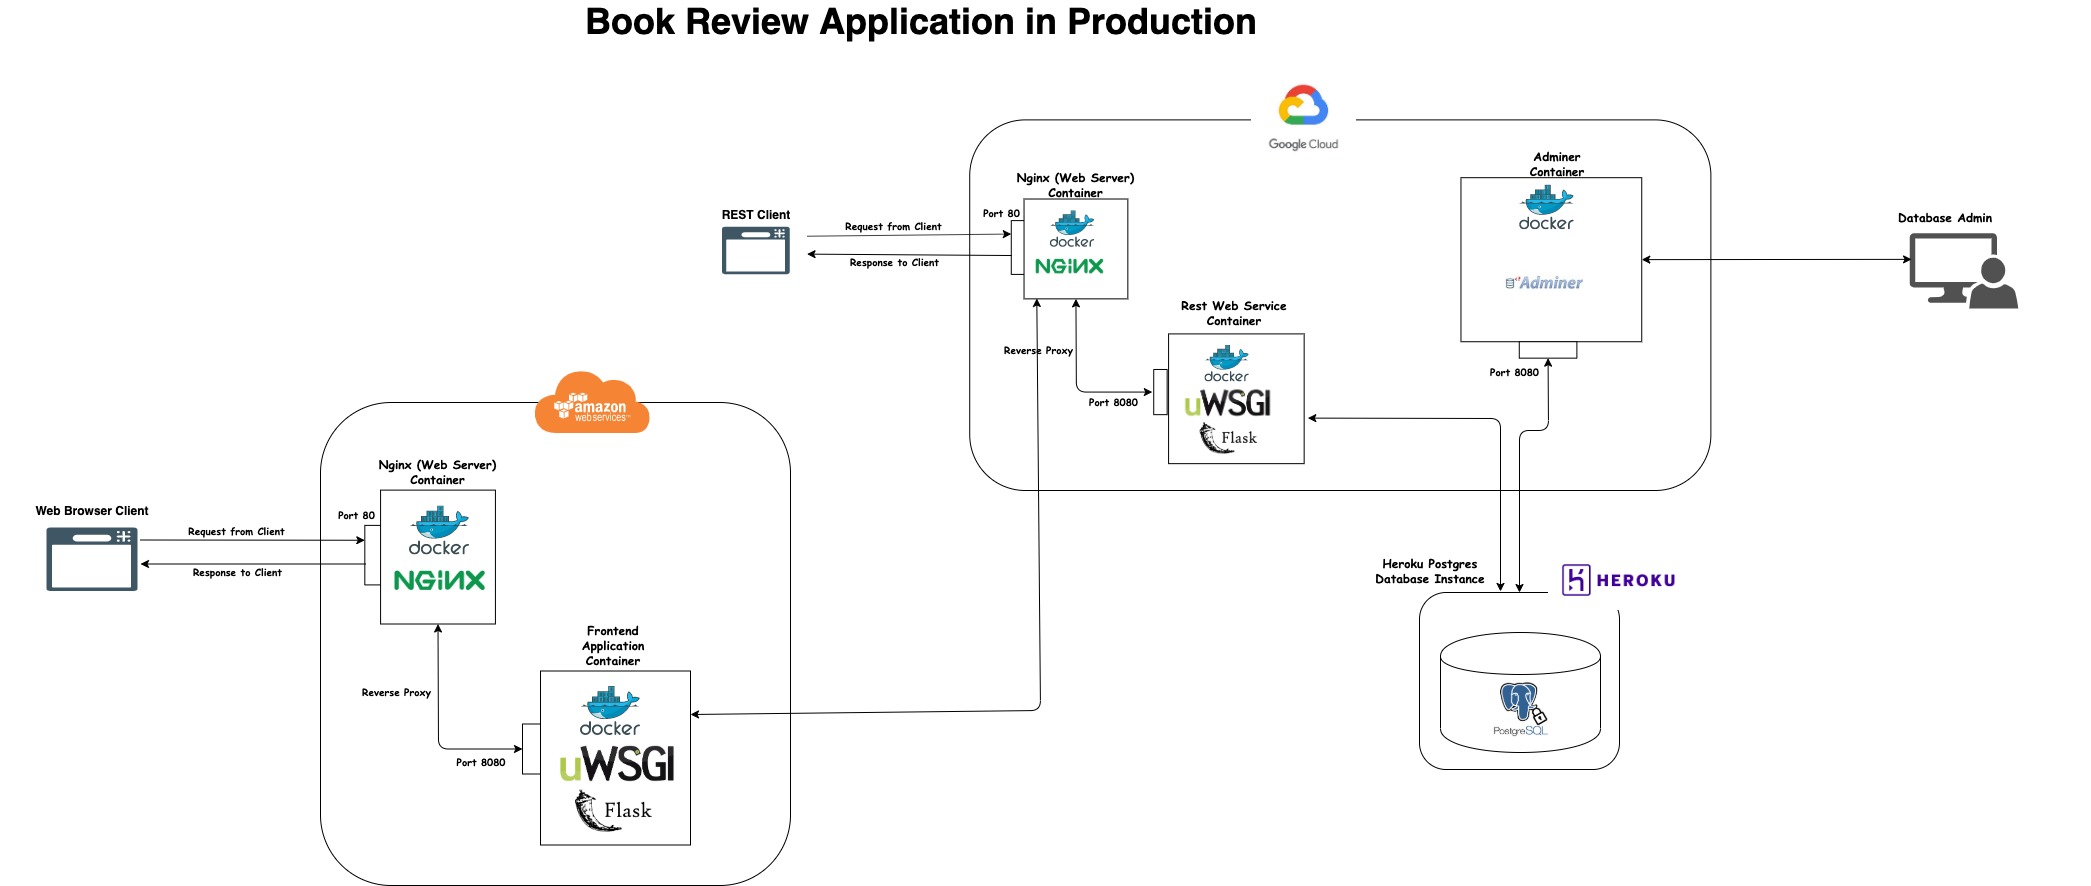 Book Review Application in Production
Google Cloud
Nginx (Web Server)
Container
Port 80
docker
NGINX
REST Client
Request from Client
Response to Client
Adminer
Container
docker
Adminer
Port 8080
Database Admin
Rest Web Service
Container
docker
uWSGI
Flask
Reverse Proxy
Port 8080
amazon
webservices™
Nginx (Web Server)
Container
Port 80
docker
NGINX
Web Browser Client
Request from Client
Response to Client
Frontend
Application
Container
docker
uWSGI
Flask
Reverse Proxy
Port 8080
Heroku Postgres
Database Instance
HEROKU
PostgreSQL